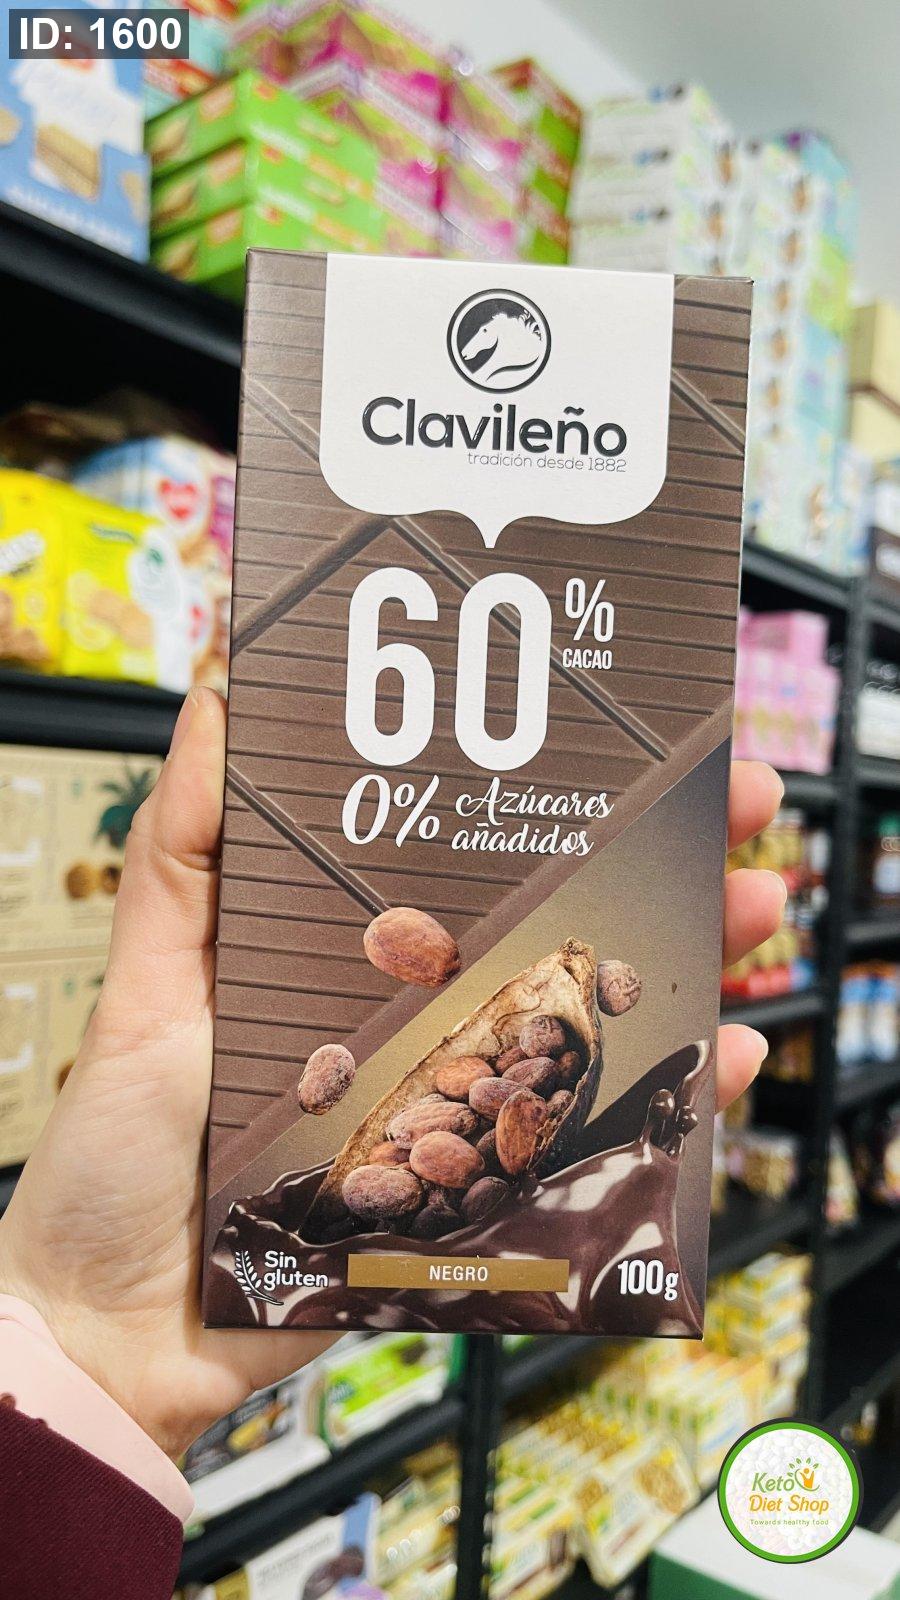 ID: 1600
Clavileño
tradición desde 1882
60%
CACAO
0% Azúcares
añadidos
Sin
gluten
NEGRO
100g
Keto
Diet Shop
Towards healthy food